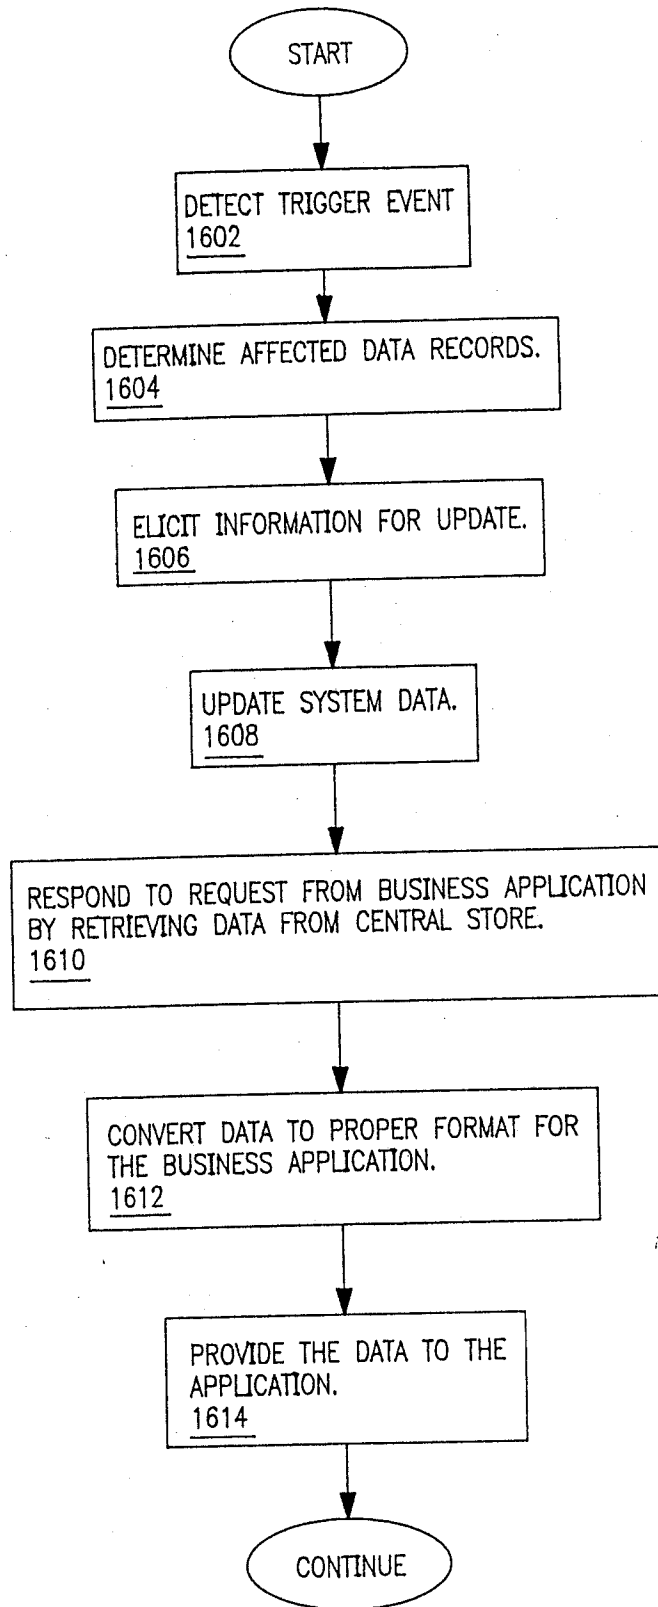 START
DETECT TRIGGER EVENT
1602
DETERMINE AFFECTED DATA RECORDS.
1604
ELICIT INFORMATION FOR UPDATE.
1606
UPDATE SYSTEM DATA.
1608
RESPOND TO REQUEST FROM BUSINESS APPLICATION
BY RETRIEVING DATA FROM CENTRAL STORE.
1610
CONVERT DATA TO PROPER FORMAT FOR
THE BUSINESS APPLICATION.
1612
PROVIDE THE DATA TO THE
APPLICATION.
1614
CONTINUE